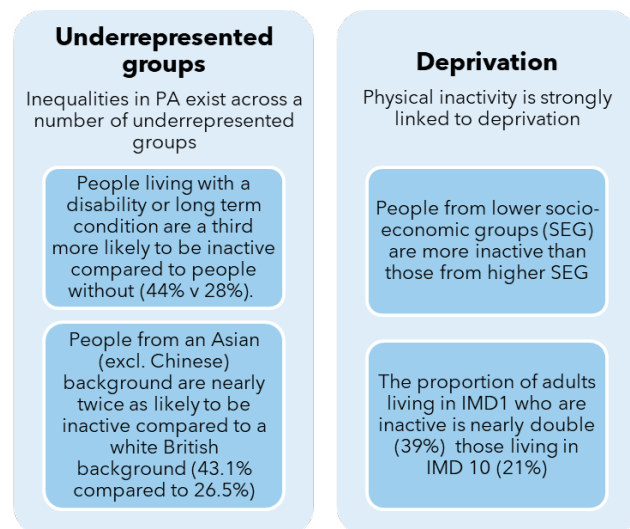 Underrepresented
groups
Inequalities in PA exist across a
number of underrepresented
groups
People living with a
disability or long term
condition are a third
more likely to be inactive
compared to people
without (44% v 28%).
People from an Asian
(excl. Chinese)
background are nearly
twice as likely to be
inactive compared to a
white British
background (43.1%
compared to 26.5%)
Deprivation
Physical inactivity is strongly
linked to deprivation
People from lower socio-
economic groups (SEG)
are more inactive than
those from higher SEG
The proportion of adults
living in IMD1 who are
inactive is nearly double
(39%) those living in
IMD 10 (21%)